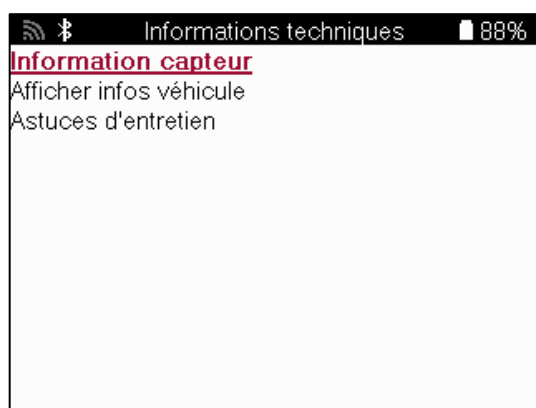 Informations techniques 88%
Information capteur
Afficher infos véhicule
Astuces d'entretien